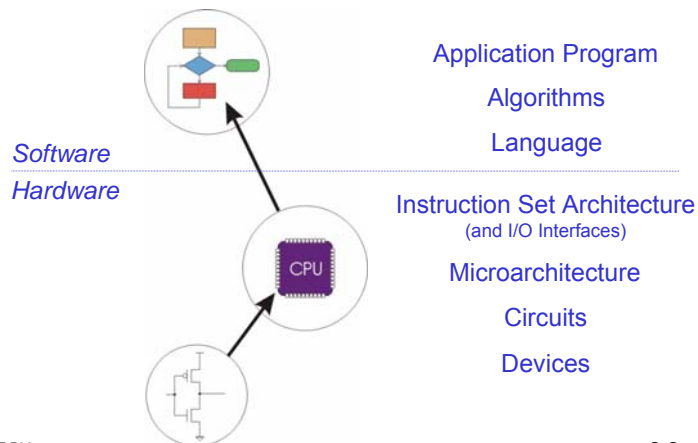 Application Program
Algorithms
Language
Software
Hardware
Instruction Set Architecture
(and I/O Interfaces)
CPU
Microarchitecture
Circuits
Devices